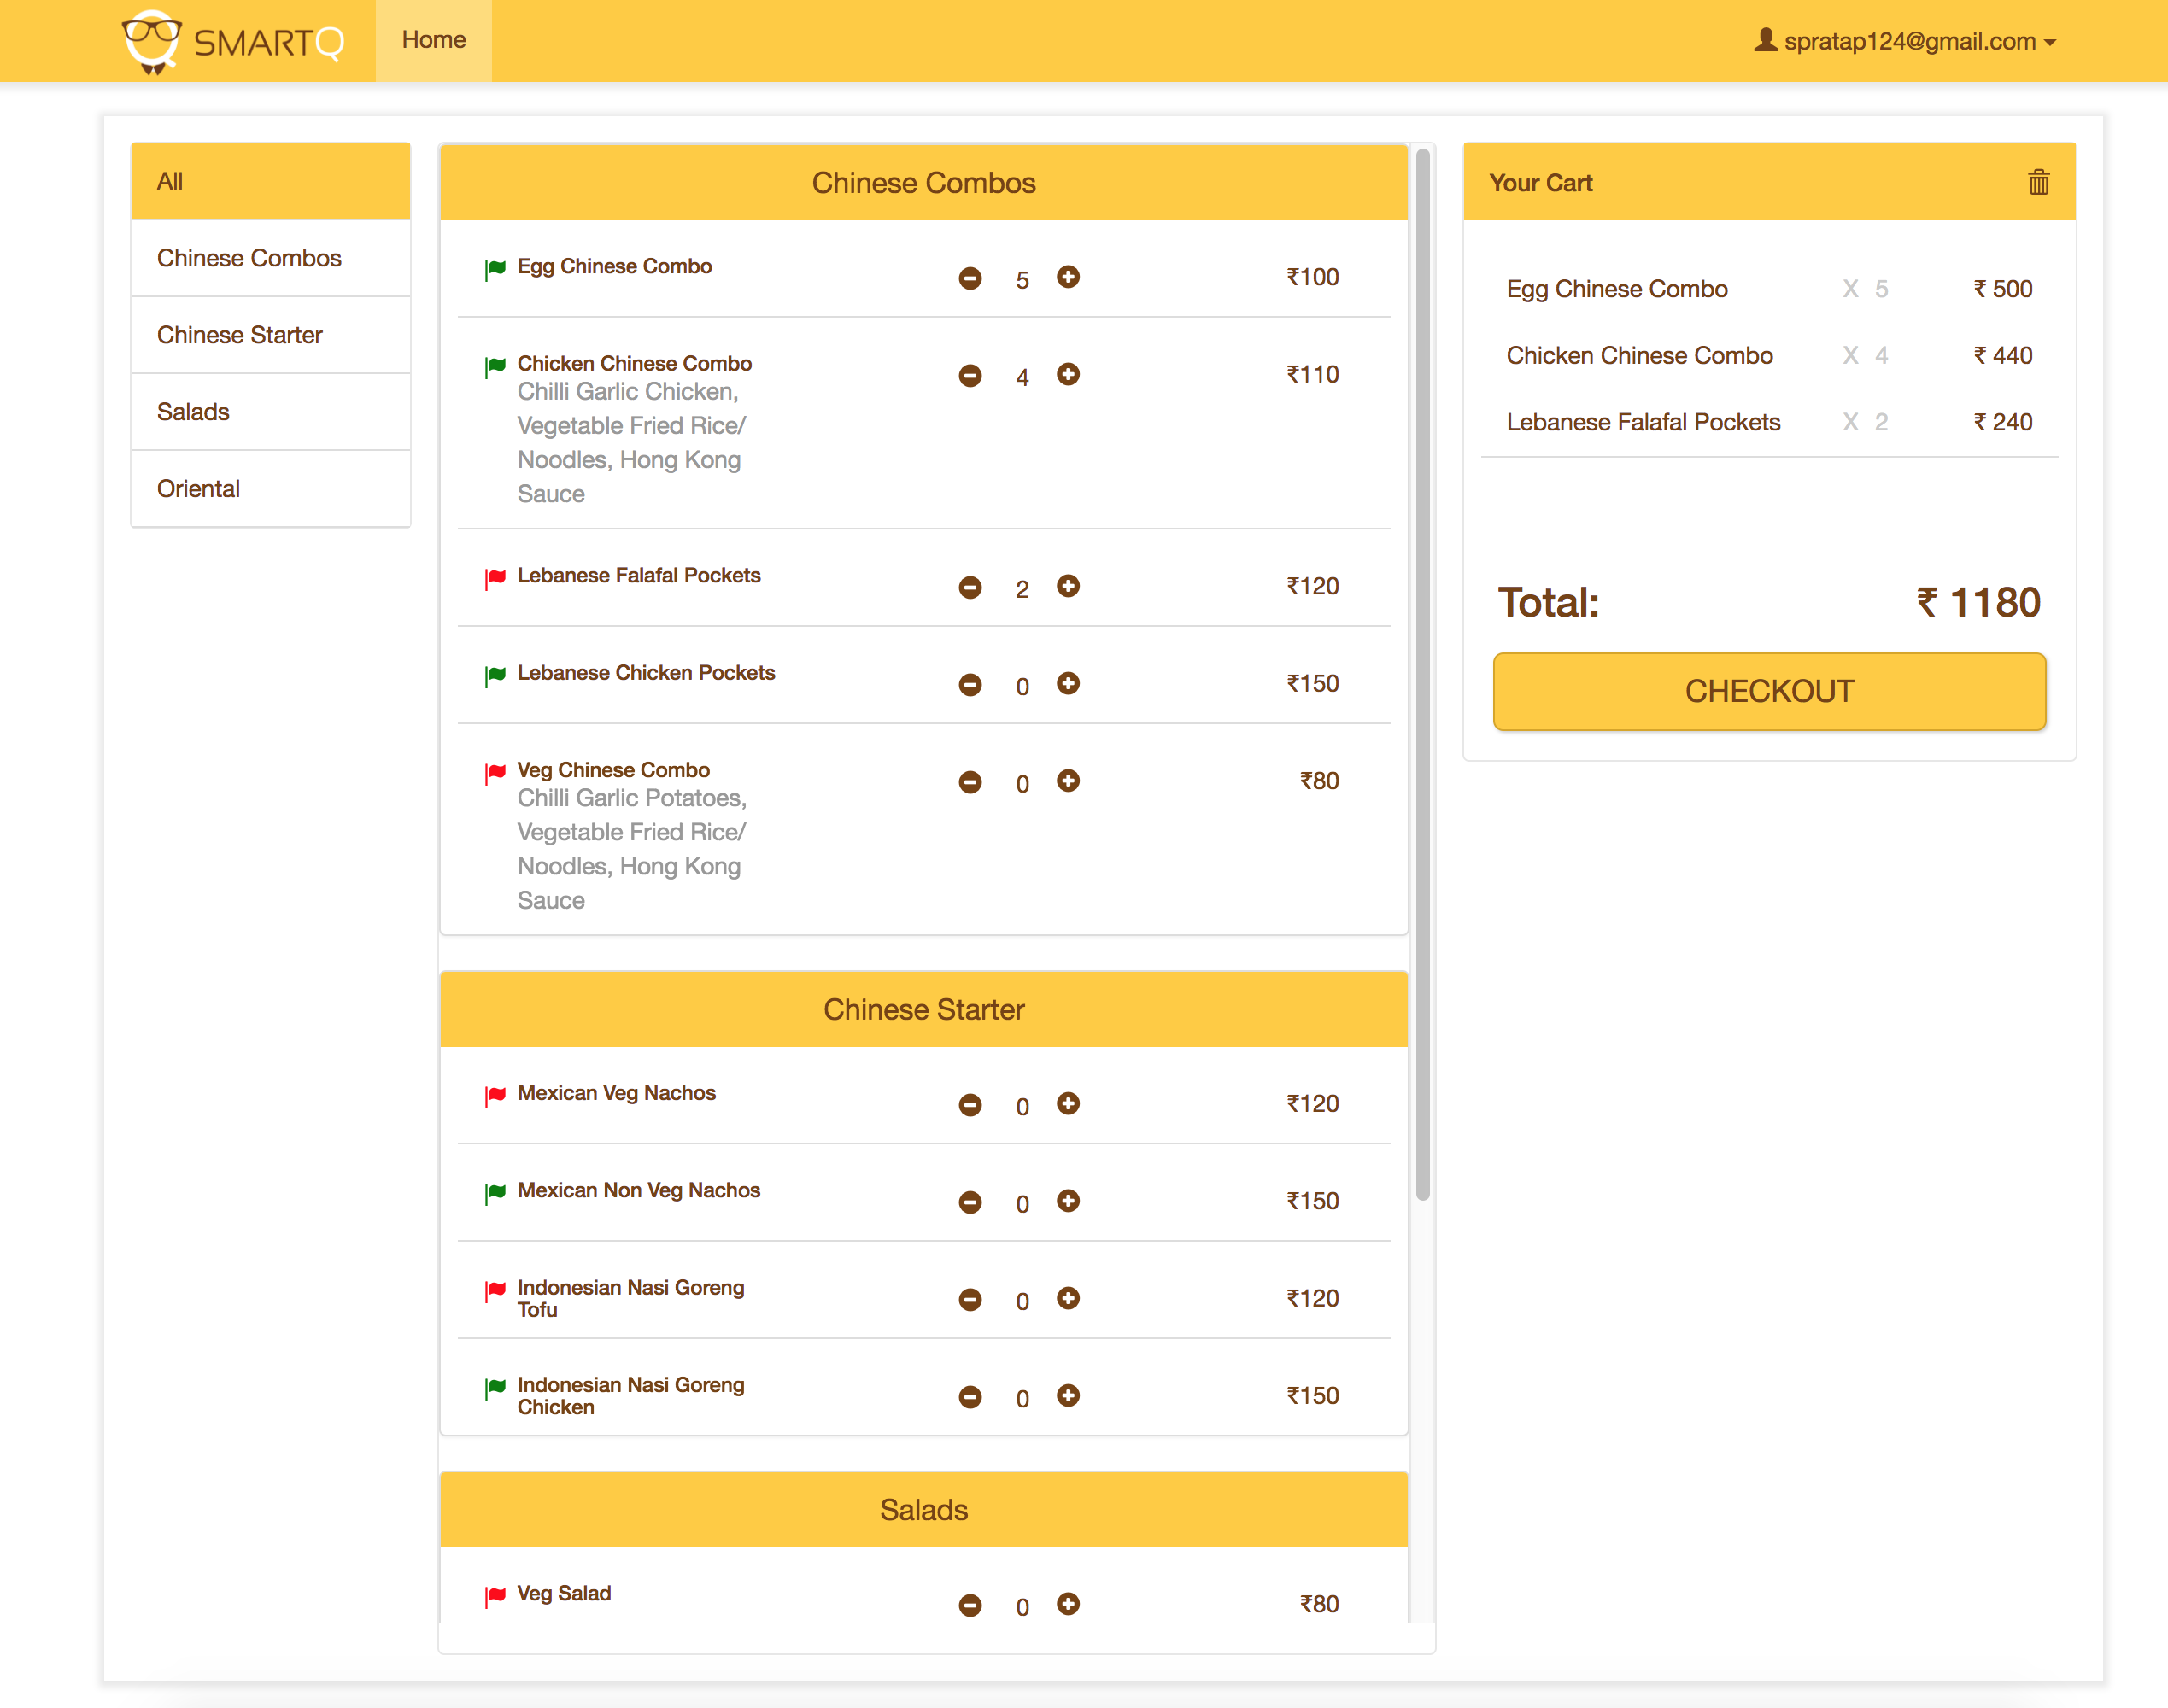 SMARTQ
Home
spratap124@gmail.com
All
Chinese Combos
Chinese Starter
Salads
Oriental
Chinese Combos
Egg Chinese Combo 5 ₹100
Chicken Chinese Combo 4 ₹110
Chilli Garlic Chicken,
Vegetable Fried Rice/
Noodles, Hong Kong
Sauce
Lebanese Falafal Pockets 2 ₹120
Lebanese Chicken Pockets 0 ₹150
Veg Chinese Combo 0 ₹80
Chilli Garlic Potatoes,
Vegetable Fried Rice/
Noodles, Hong Kong
Sauce
Chinese Starter
Mexican Veg Nachos 0 ₹120
Mexican Non Veg Nachos 0 ₹150
Indonesian Nasi Goreng 0 ₹120
Tofu
Indonesian Nasi Goreng 0 ₹150
Chicken
Salads
Veg Salad 0 ₹80
Your Cart
Egg Chinese Combo X 5 ₹ 500
Chicken Chinese Combo X 4 ₹ 440
Lebanese Falafal Pockets X 2 ₹ 240
Total: ₹ 1180
CHECKOUT